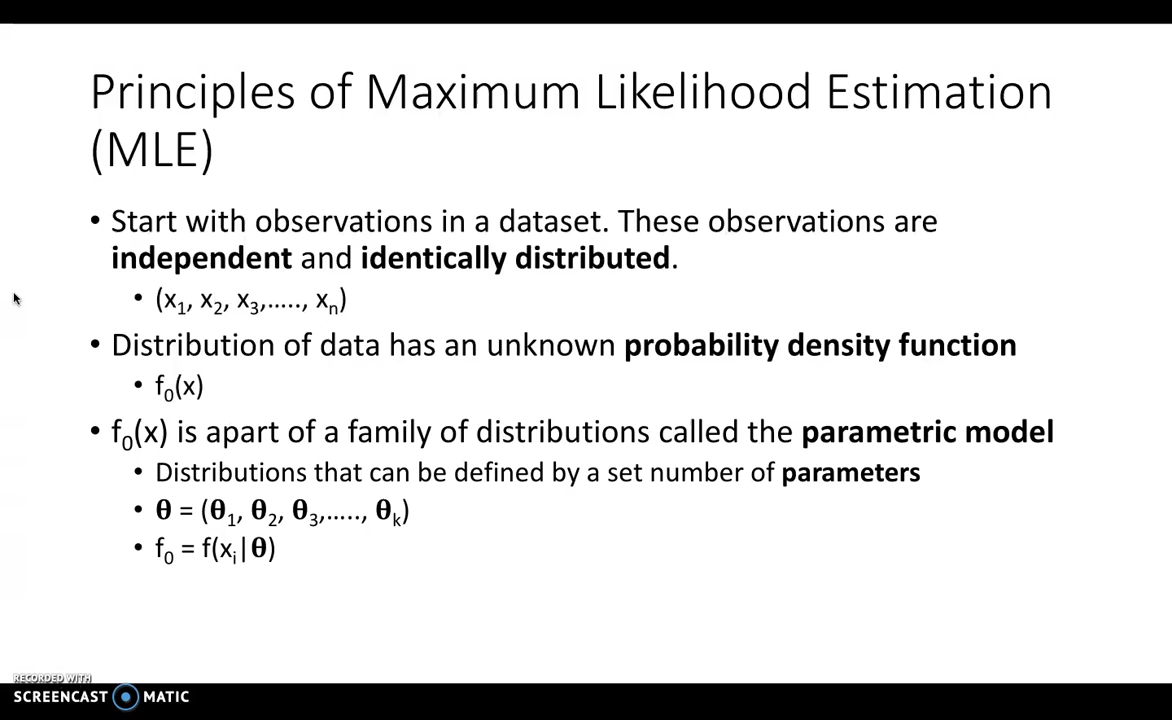 Principles of Maximum Likelihood Estimation
(MLE)
• Start with observations in a dataset. These observations are
independent and identically distributed.
• (x₁, x₂, x₃,....., xₙ)
• Distribution of data has an unknown probability density function
• f₀(x)
• f₀(x) is apart of a family of distributions called the parametric model
• Distributions that can be defined by a set number of parameters
• θ = (θ₁, θ₂, θ₃,....., θₖ)
• f₀ = f(xᵢ|θ)
RECORDED WITH
SCREENCAST MATIC